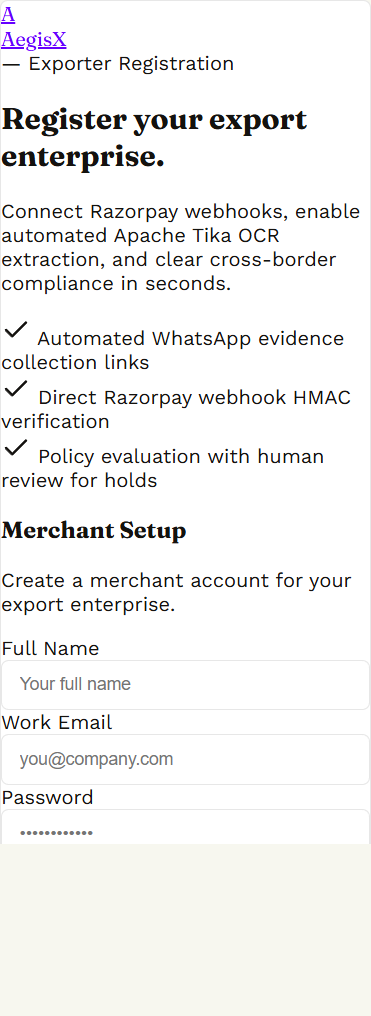 A
AegisX
— Exporter Registration
Register your export
enterprise.
Connect Razorpay webhooks, enable
automated Apache Tika OCR
extraction, and clear cross-border
compliance in seconds.
Automated WhatsApp evidence
collection links
Direct Razorpay webhook HMAC
verification
Policy evaluation with human
review for holds
Merchant Setup
Create a merchant account for your
export enterprise.
Full Name
Your full name
Work Email
you@company.com
Password
••••••••••••